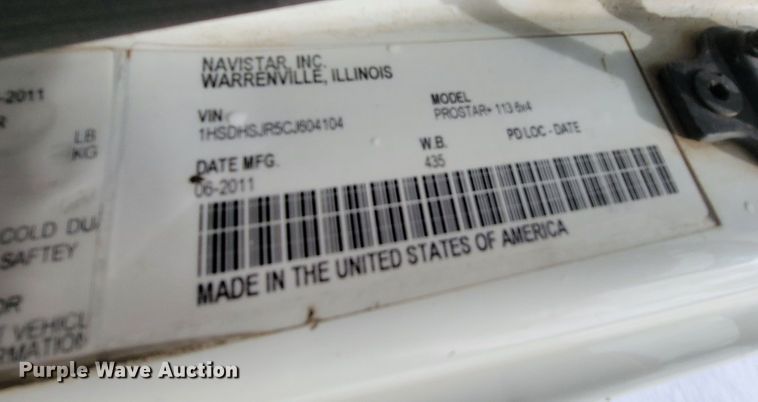 -2011
R
LB
KG
COLD DU
SAFTEY
OR
VEHICL
RMATION
NAVISTAR, INC.
WARRENVILLE, ILLINOIS
VIN
1HSDHSJR5CJ604104
MODEL
PROSTAR+ 113 6x4
DATE MFG.
06-2011
W.B.
435
PD LOC - DATE
MADE IN THE UNITED STATES OF AMERICA
Purple Wave Auction